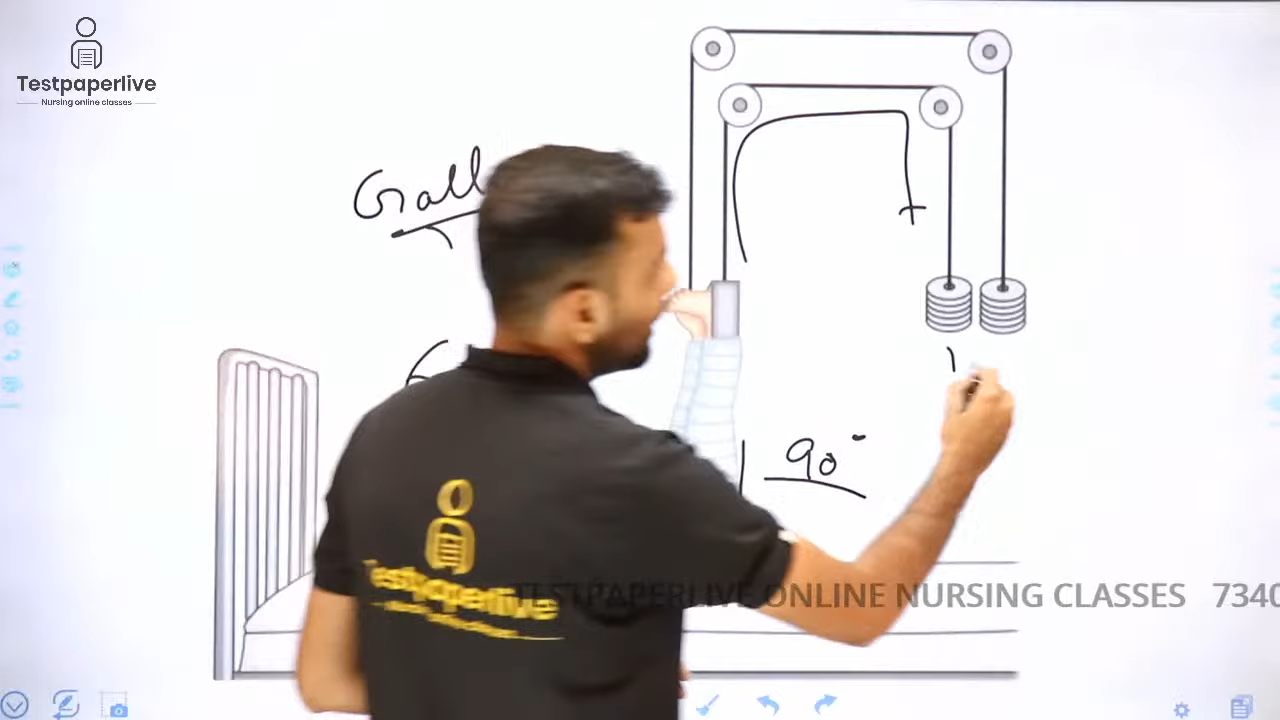 Testpaperlive
Nursing online classes
Gall
90°
Testpaperlive
TESTPAPERLIVE ONLINE NURSING CLASSES 7340